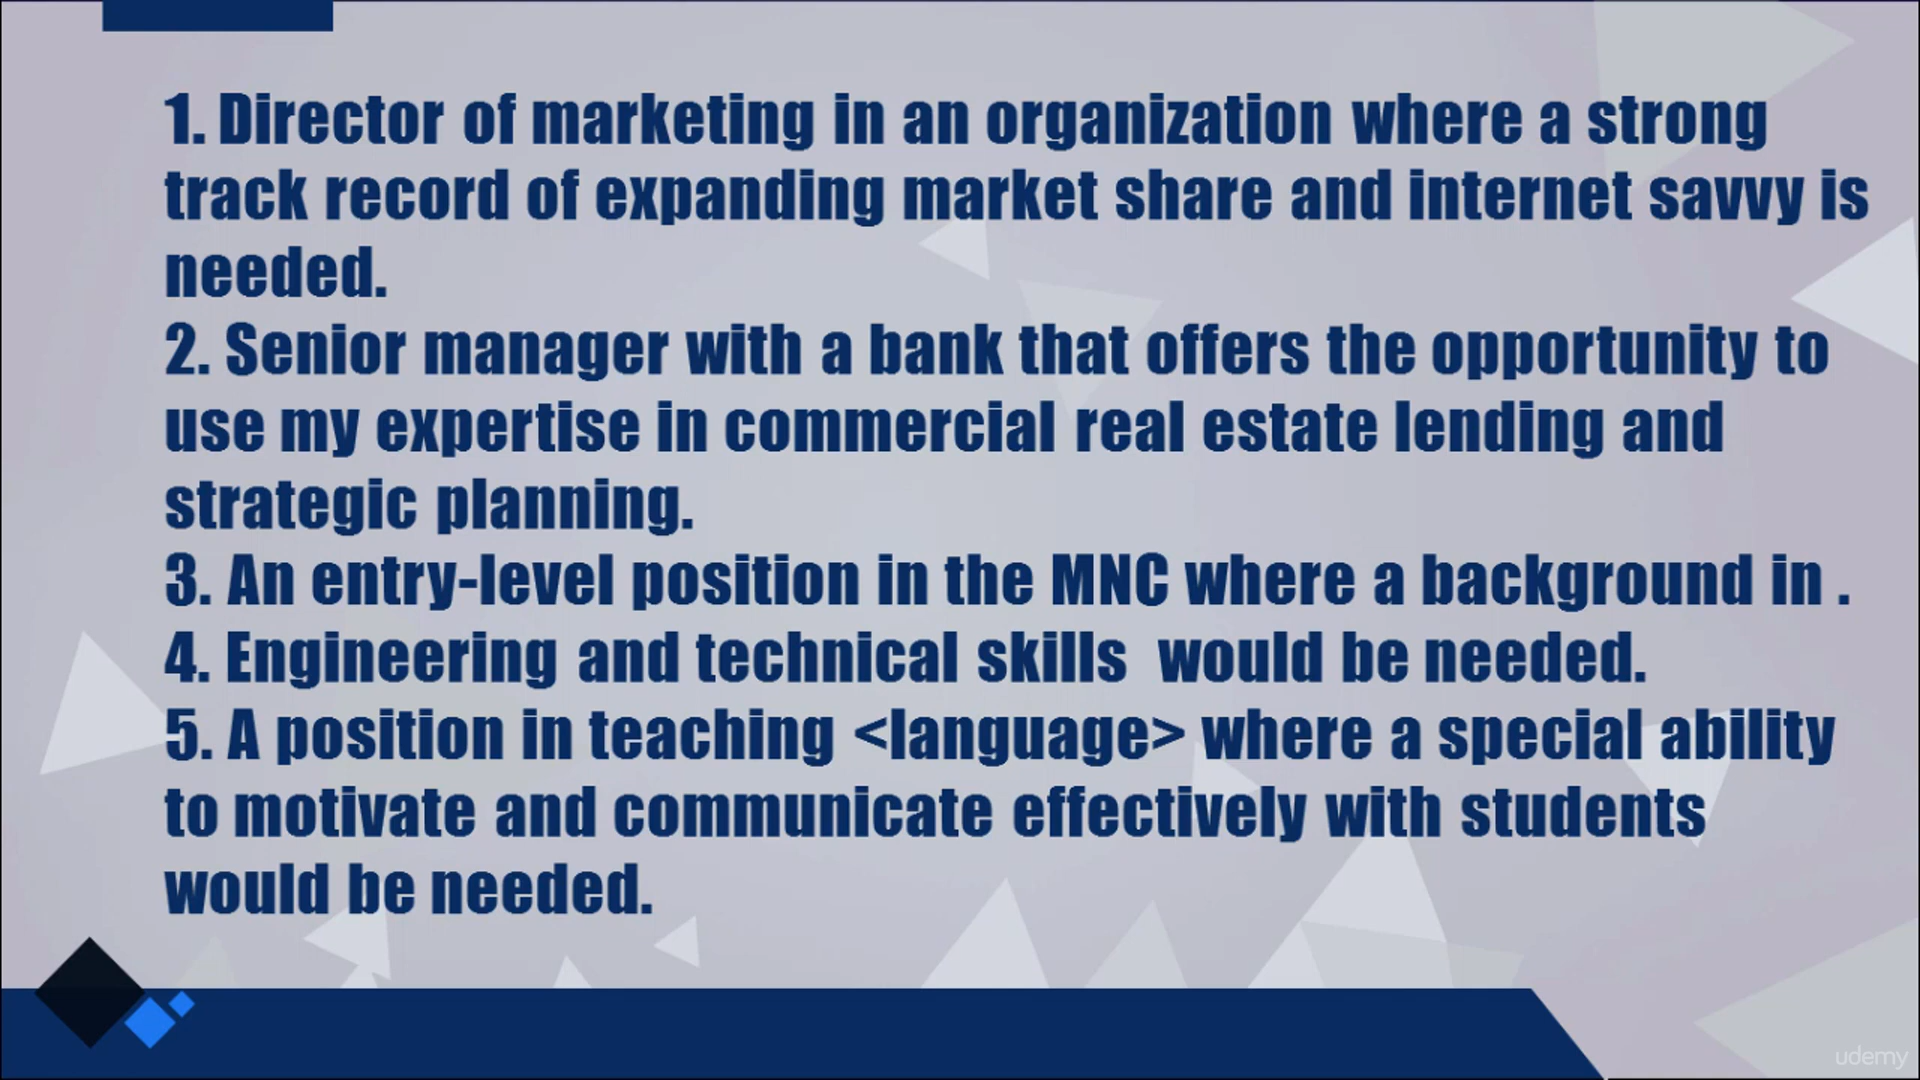 1. Director of marketing in an organization where a strong
track record of expanding market share and internet savvy is
needed.
2. Senior manager with a bank that offers the opportunity to
use my expertise in commercial real estate lending and
strategic planning.
3. An entry-level position in the MNC where a background in .
4. Engineering and technical skills  would be needed.
5. A position in teaching <language> where a special ability
to motivate and communicate effectively with students
would be needed.
udemy